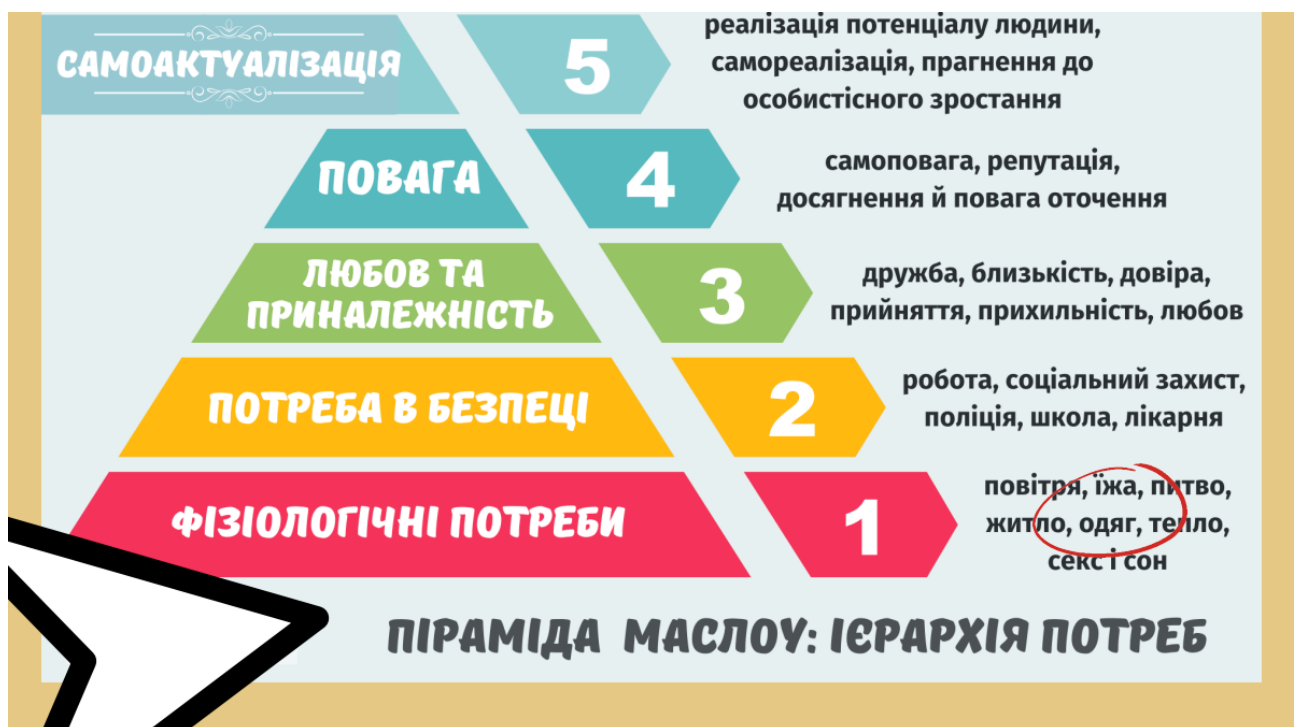 САМОАКТУАЛІЗАЦІЯ
5
реалізація потенціалу людини,
самореалізація, прагнення до
особистісного зростання
ПОВАГА
4
самоповага, репутація,
досягнення й повага оточення
ЛЮБОВ ТА
ПРИНАЛЕЖНІСТЬ
3
дружба, близькість, довіра,
прийняття, прихильність, любов
ПОТРЕБА В БЕЗПЕЦІ
2
робота, соціальний захист,
поліція, школа, лікарня
ФІЗІОЛОГІЧНІ ПОТРЕБИ
1
повітря, їжа, питво,
житло, одяг, тепло,
секс і сон
ПІРАМІДА МАСЛОУ: ІЄРАРХІЯ ПОТРЕБ